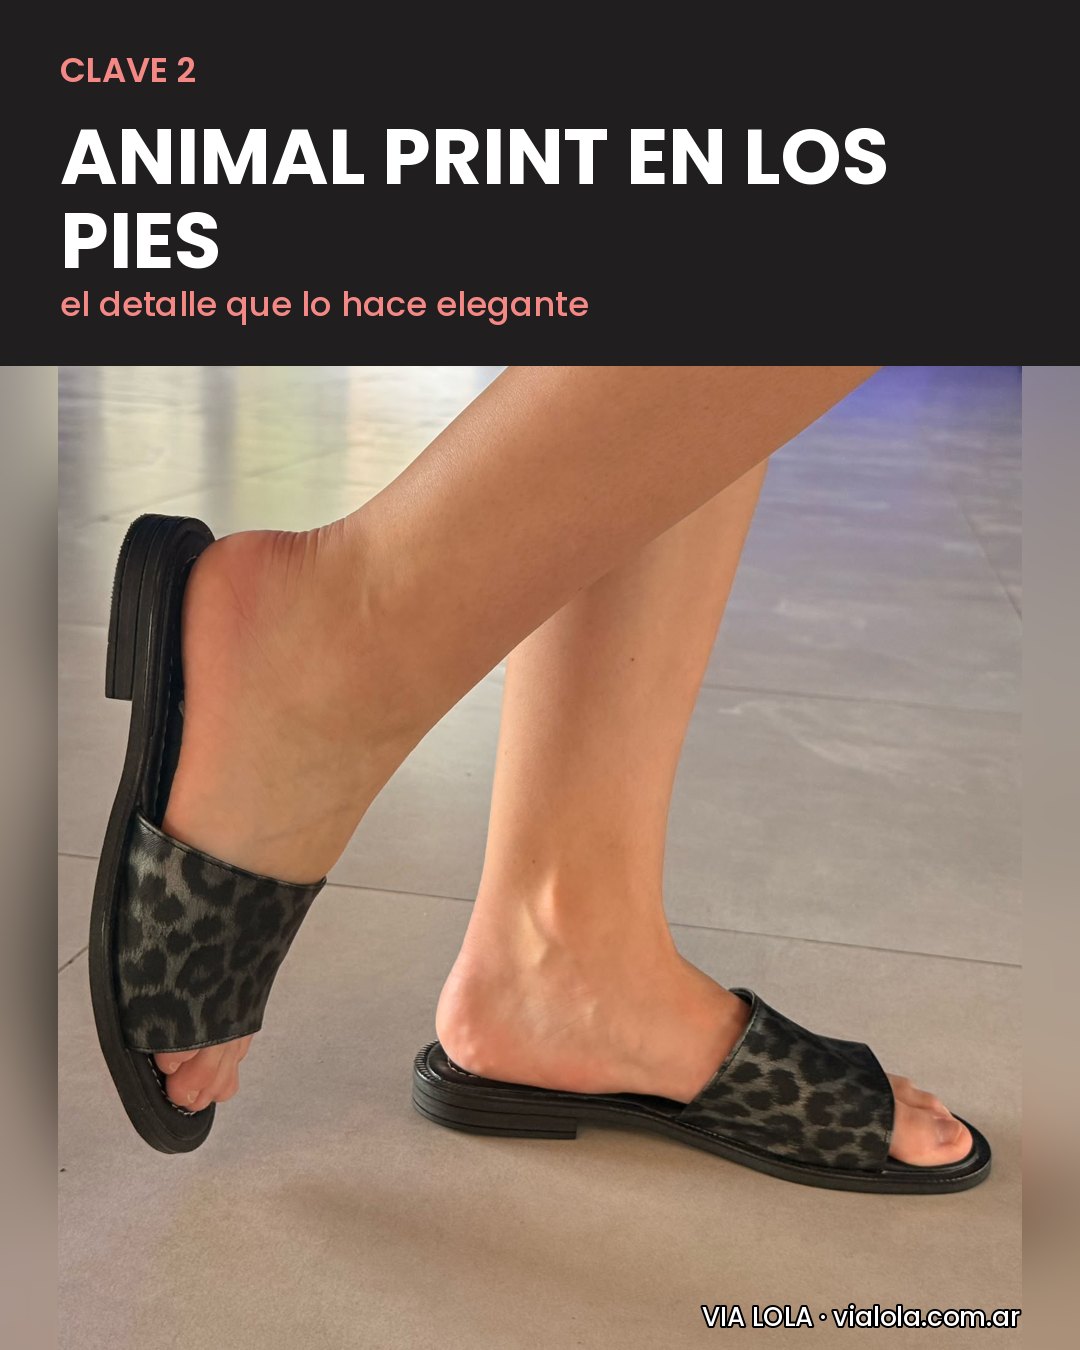 CLAVE 2
ANIMAL PRINT EN LOS
PIES
el detalle que lo hace elegante
VIA LOLA · vialola.com.ar